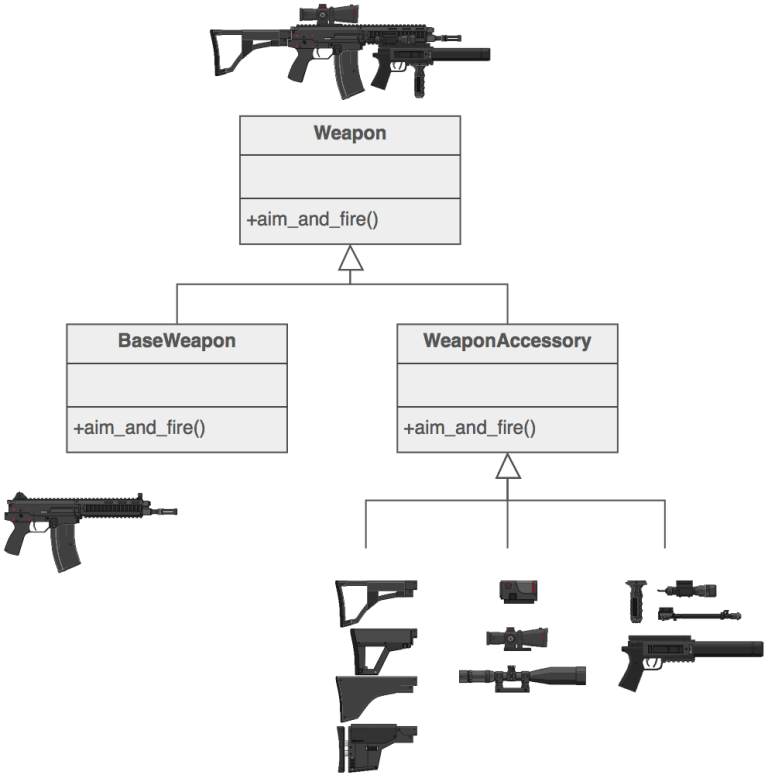 Weapon
+aim_and_fire()
BaseWeapon
WeaponAccessory
+aim_and_fire()
+aim_and_fire()